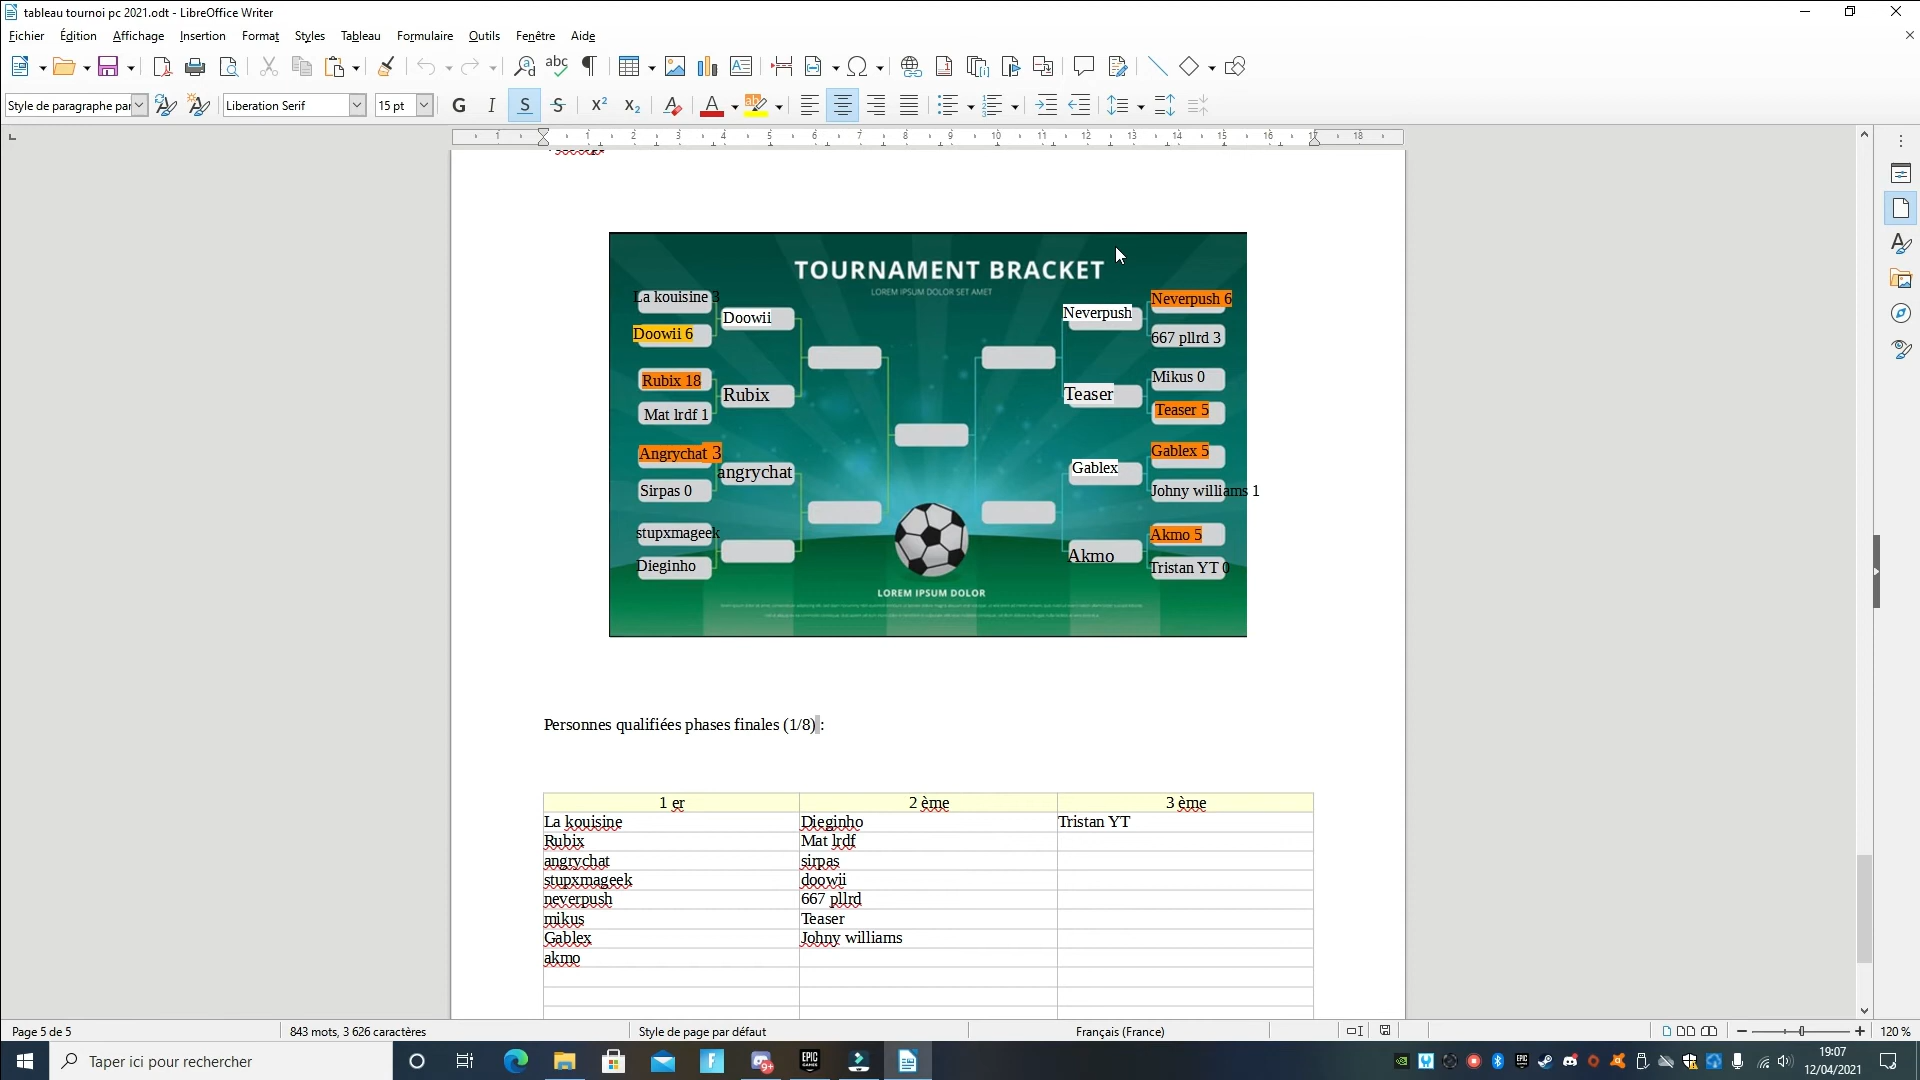 tableau tournoi pc 2021.odt - LibreOffice Writer
Fichier Édition Affichage Insertion Format Styles Tableau Formulaire Outils Fenêtre Aide
Style de paragraphe par Liberation Serif 15 pt G I S S
TOURNAMENT BRACKET
LOREM IPSUM DOLOR SET AMET
La kouisine 3
Doowii 6
Rubix 18
Mat lrdf 1
Angrychat 3
Sirpas 0
stupxmageek
Dieginho
Doowii
Rubix
angrychat
Neverpush
Teaser
Gablex
Akmo
Neverpush 6
667 pllrd 3
Mikus 0
Teaser 5
Gablex 5
Johny williams 1
Akmo 5
Tristan YT 0
LOREM IPSUM DOLOR
Personnes qualifiées phases finales (1/8) :
1 er 2 ème 3 ème
La kouisine Dieginho Tristan YT
Rubix Mat lrdf
angrychat sirpas
stupxmageek doowii
neverpush 667 pllrd
mikus Teaser
Gablex Johny williams
akmo
Page 5 de 5 843 mots, 3 626 caractères Style de page par défaut Français (France) 120 %
Taper ici pour rechercher
19:07
12/04/2021